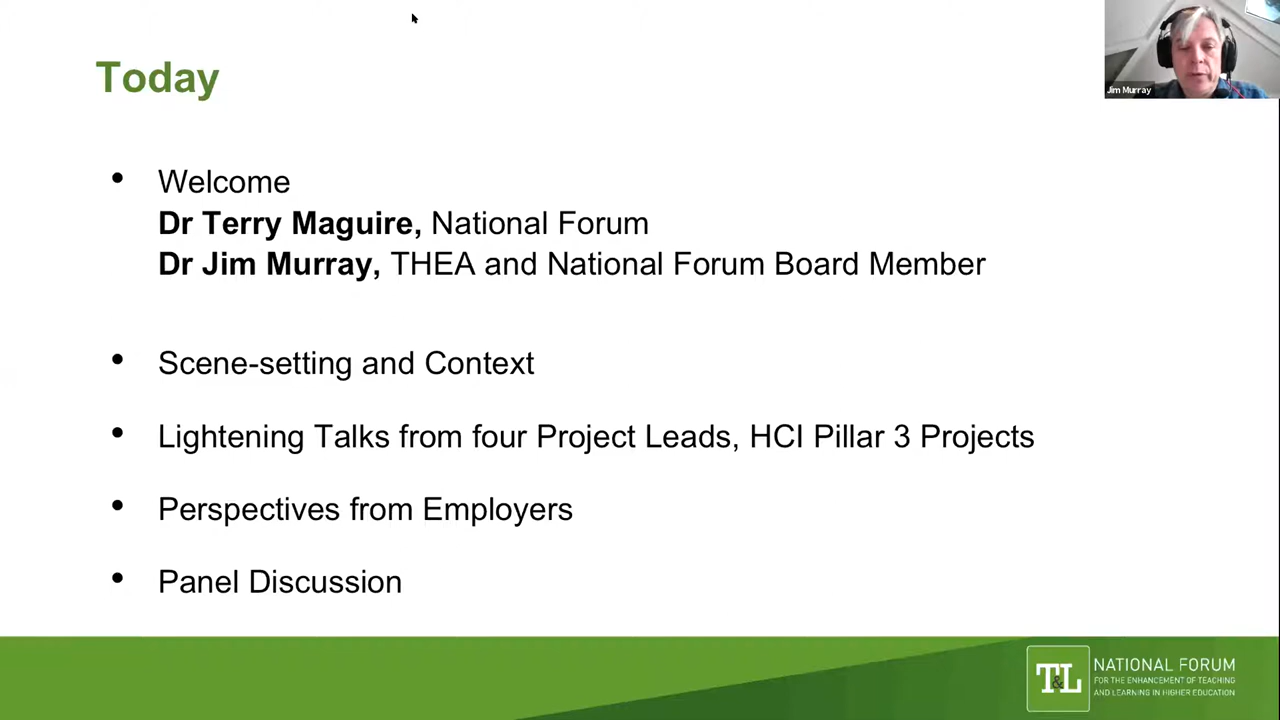 Today
Jim Murray
• Welcome
Dr Terry Maguire, National Forum
Dr Jim Murray, THEA and National Forum Board Member
• Scene-setting and Context
• Lightening Talks from four Project Leads, HCI Pillar 3 Projects
• Perspectives from Employers
• Panel Discussion
T&L
NATIONAL FORUM
FOR THE ENHANCEMENT OF TEACHING
AND LEARNING IN HIGHER EDUCATION